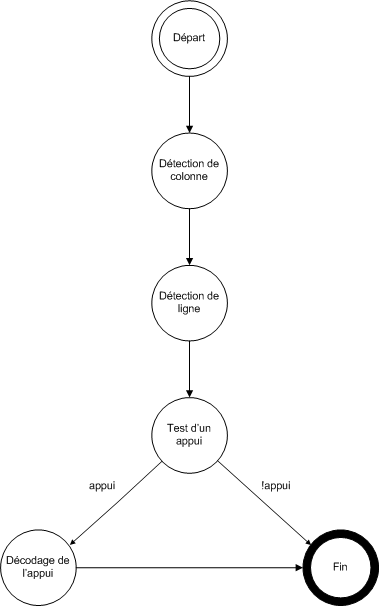 Départ
Détection de
colonne
Détection de
ligne
Test d'un
appui
appui
!appui
Décodage de
l'appui
Fin